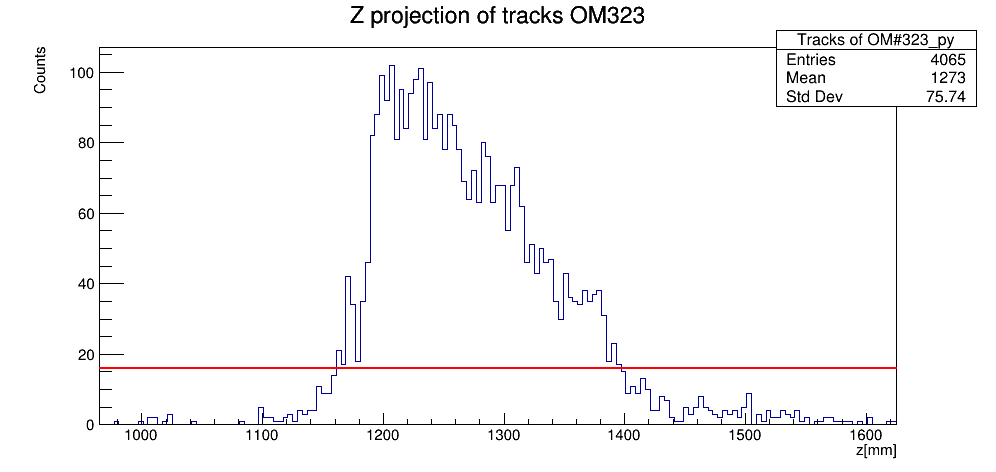 Z projection of tracks OM323
Tracks of OM#323_py
Entries 4065
Mean 1273
Std Dev 75.74
Counts
100
80
60
40
20
0
1000 1100 1200 1300 1400 1500 1600
z[mm]